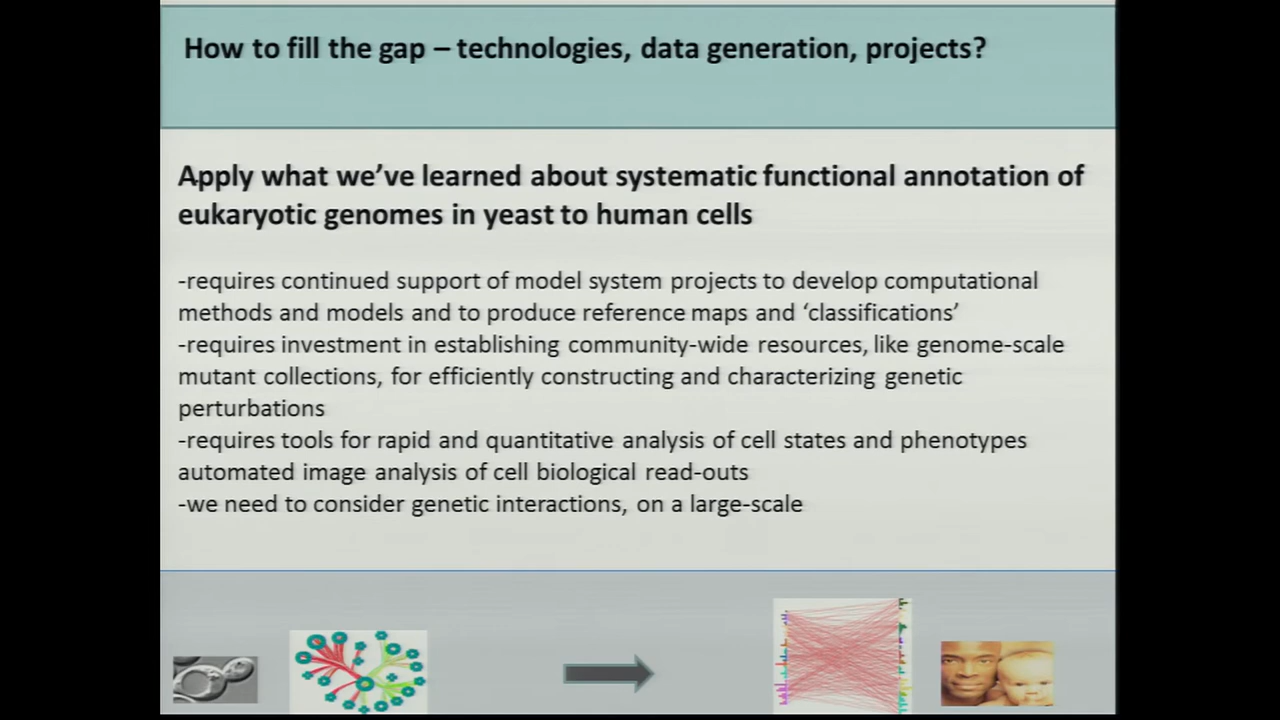 How to fill the gap – technologies, data generation, projects?
Apply what we’ve learned about systematic functional annotation of
eukaryotic genomes in yeast to human cells
-requires continued support of model system projects to develop computational
methods and models and to produce reference maps and ‘classifications’
-requires investment in establishing community-wide resources, like genome-scale
mutant collections, for efficiently constructing and characterizing genetic
perturbations
-requires tools for rapid and quantitative analysis of cell states and phenotypes
automated image analysis of cell biological read-outs
-we need to consider genetic interactions, on a large-scale